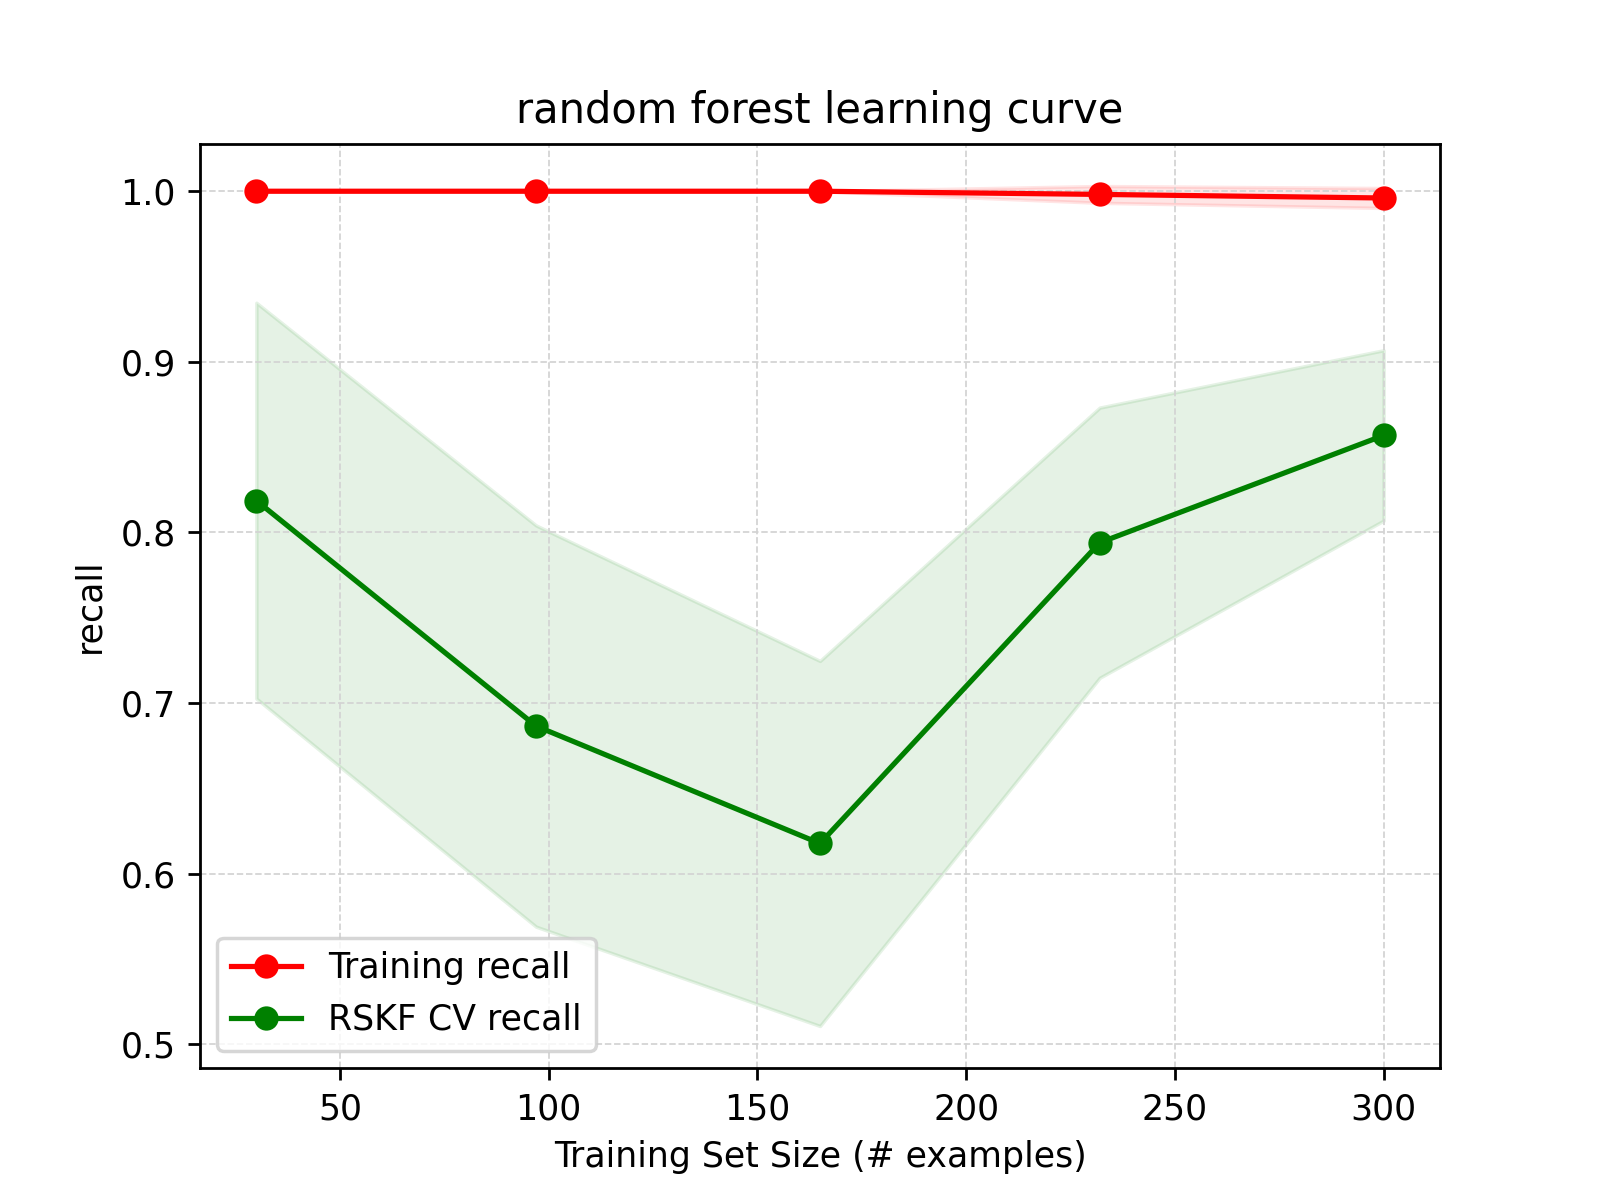 random forest learning curve
1.0
0.9
0.8
0.7
0.6
0.5
recall
Training recall
RSKF CV recall
50 100 150 200 250 300
Training Set Size (# examples)